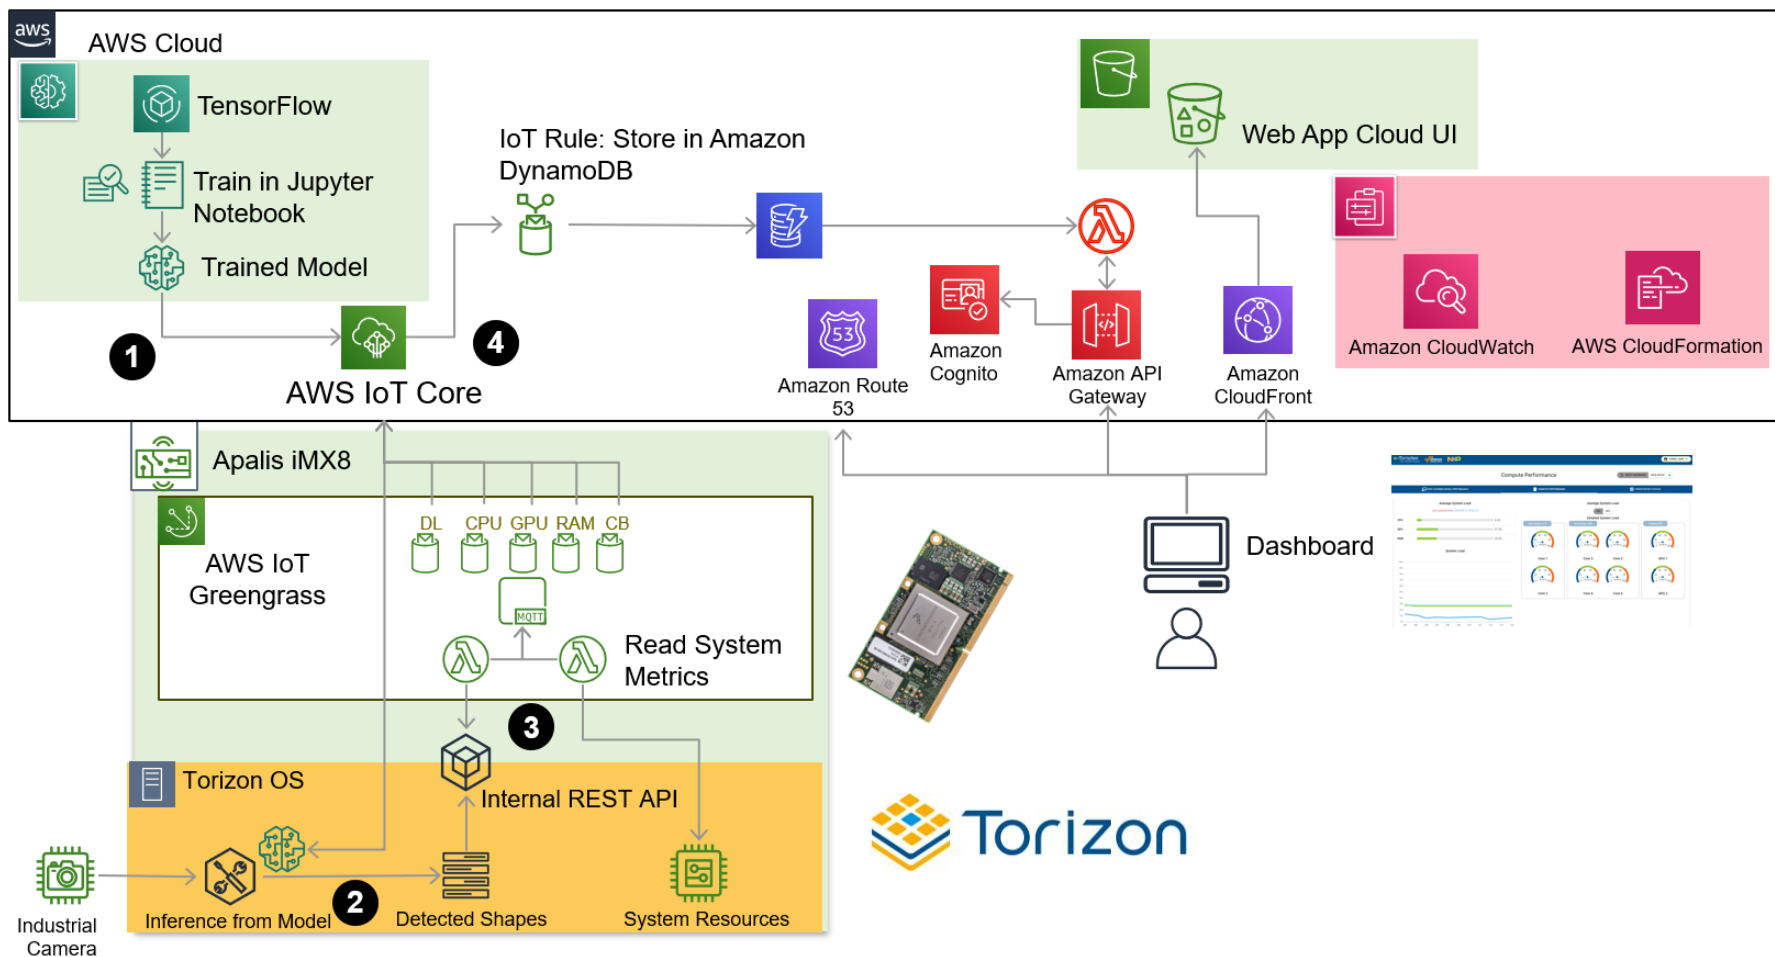 aws
AWS Cloud
TensorFlow
Train in Jupyter
Notebook
Trained Model
IoT Rule: Store in Amazon
DynamoDB
Web App Cloud UI
1
4
AWS IoT Core
53
Amazon Route
53
Amazon
Cognito
Amazon API
Gateway
Amazon
CloudFront
Amazon CloudWatch
AWS CloudFormation
Apalis iMX8
DL CPU GPU RAM CB
AWS IoT
Greengrass
MQTT
Read System
Metrics
3
Dashboard
Compute Performance
Torizon OS
Internal REST API
Torizon
2
Inference from Model
Detected Shapes
System Resources
Industrial
Camera